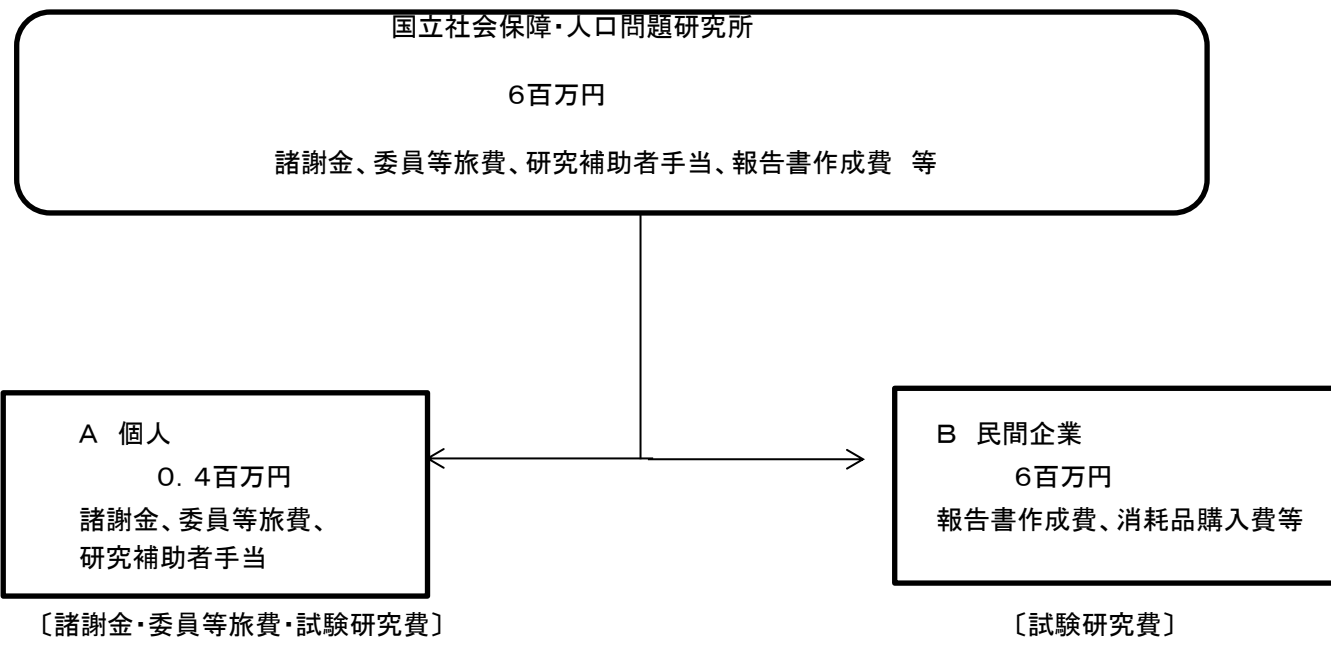 国立社会保障・人口問題研究所
6百万円
諸謝金、委員等旅費、研究補助者手当、報告書作成費　等
A　個人
0．4百万円
諸謝金、委員等旅費、
研究補助者手当
〔諸謝金・委員等旅費・試験研究費〕
B　民間企業
6百万円
報告書作成費、消耗品購入費等
〔試験研究費〕